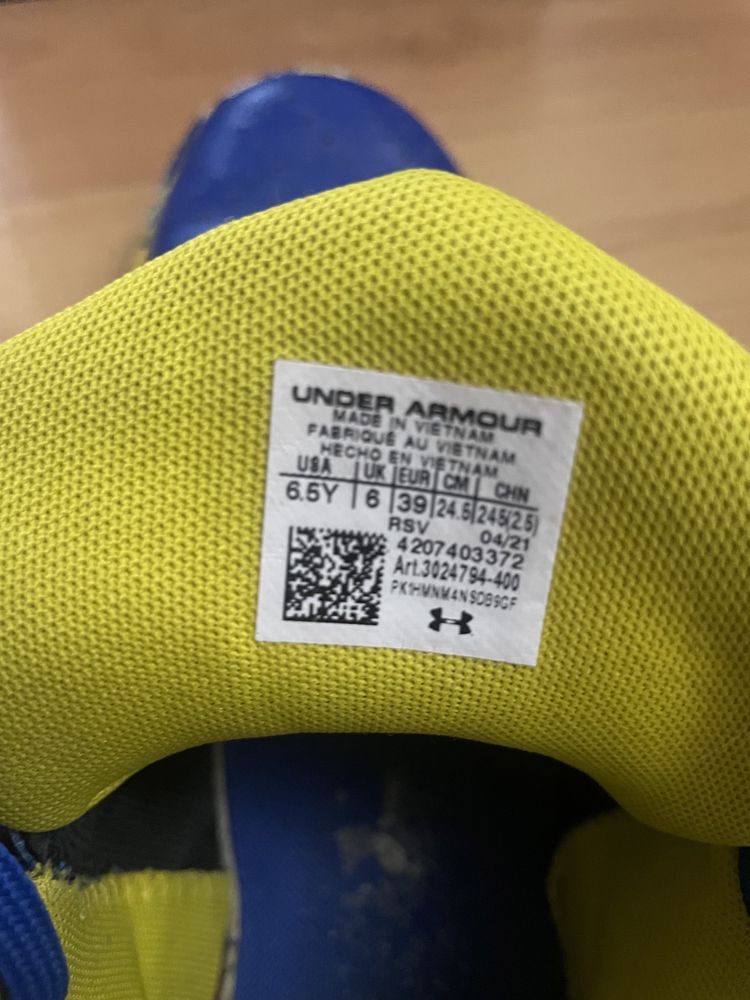 UNDER ARMOUR
MADE IN VIETNAM
FABRIQUÉ AU VIETNAM
HECHO EN VIETNAM
USA UK EUR CM CHN
6.5Y 6 39 24.5 245(2.5)
RSV 04/21
4207403372
Art.3024794-400
PK1HMNM4NSOB9GF